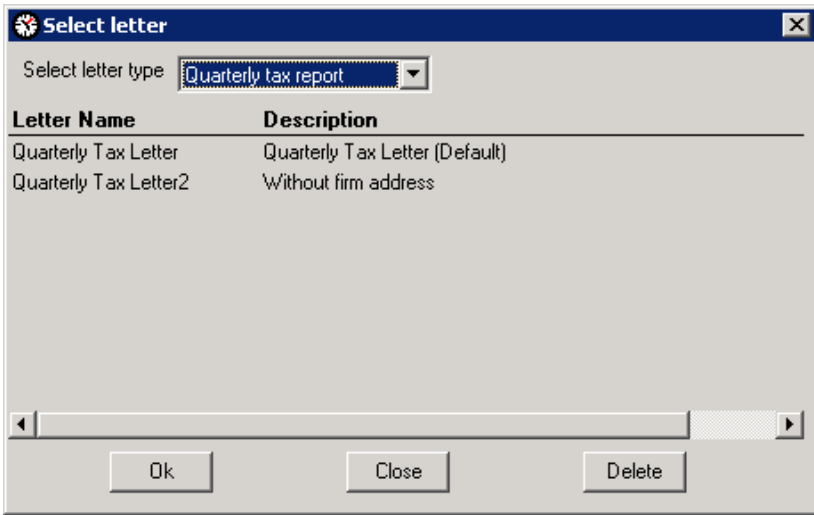 Select letter
Select letter type Quarterly tax report
Letter Name Description
Quarterly Tax Letter Quarterly Tax Letter (Default)
Quarterly Tax Letter2 Without firm address
Ok Close Delete